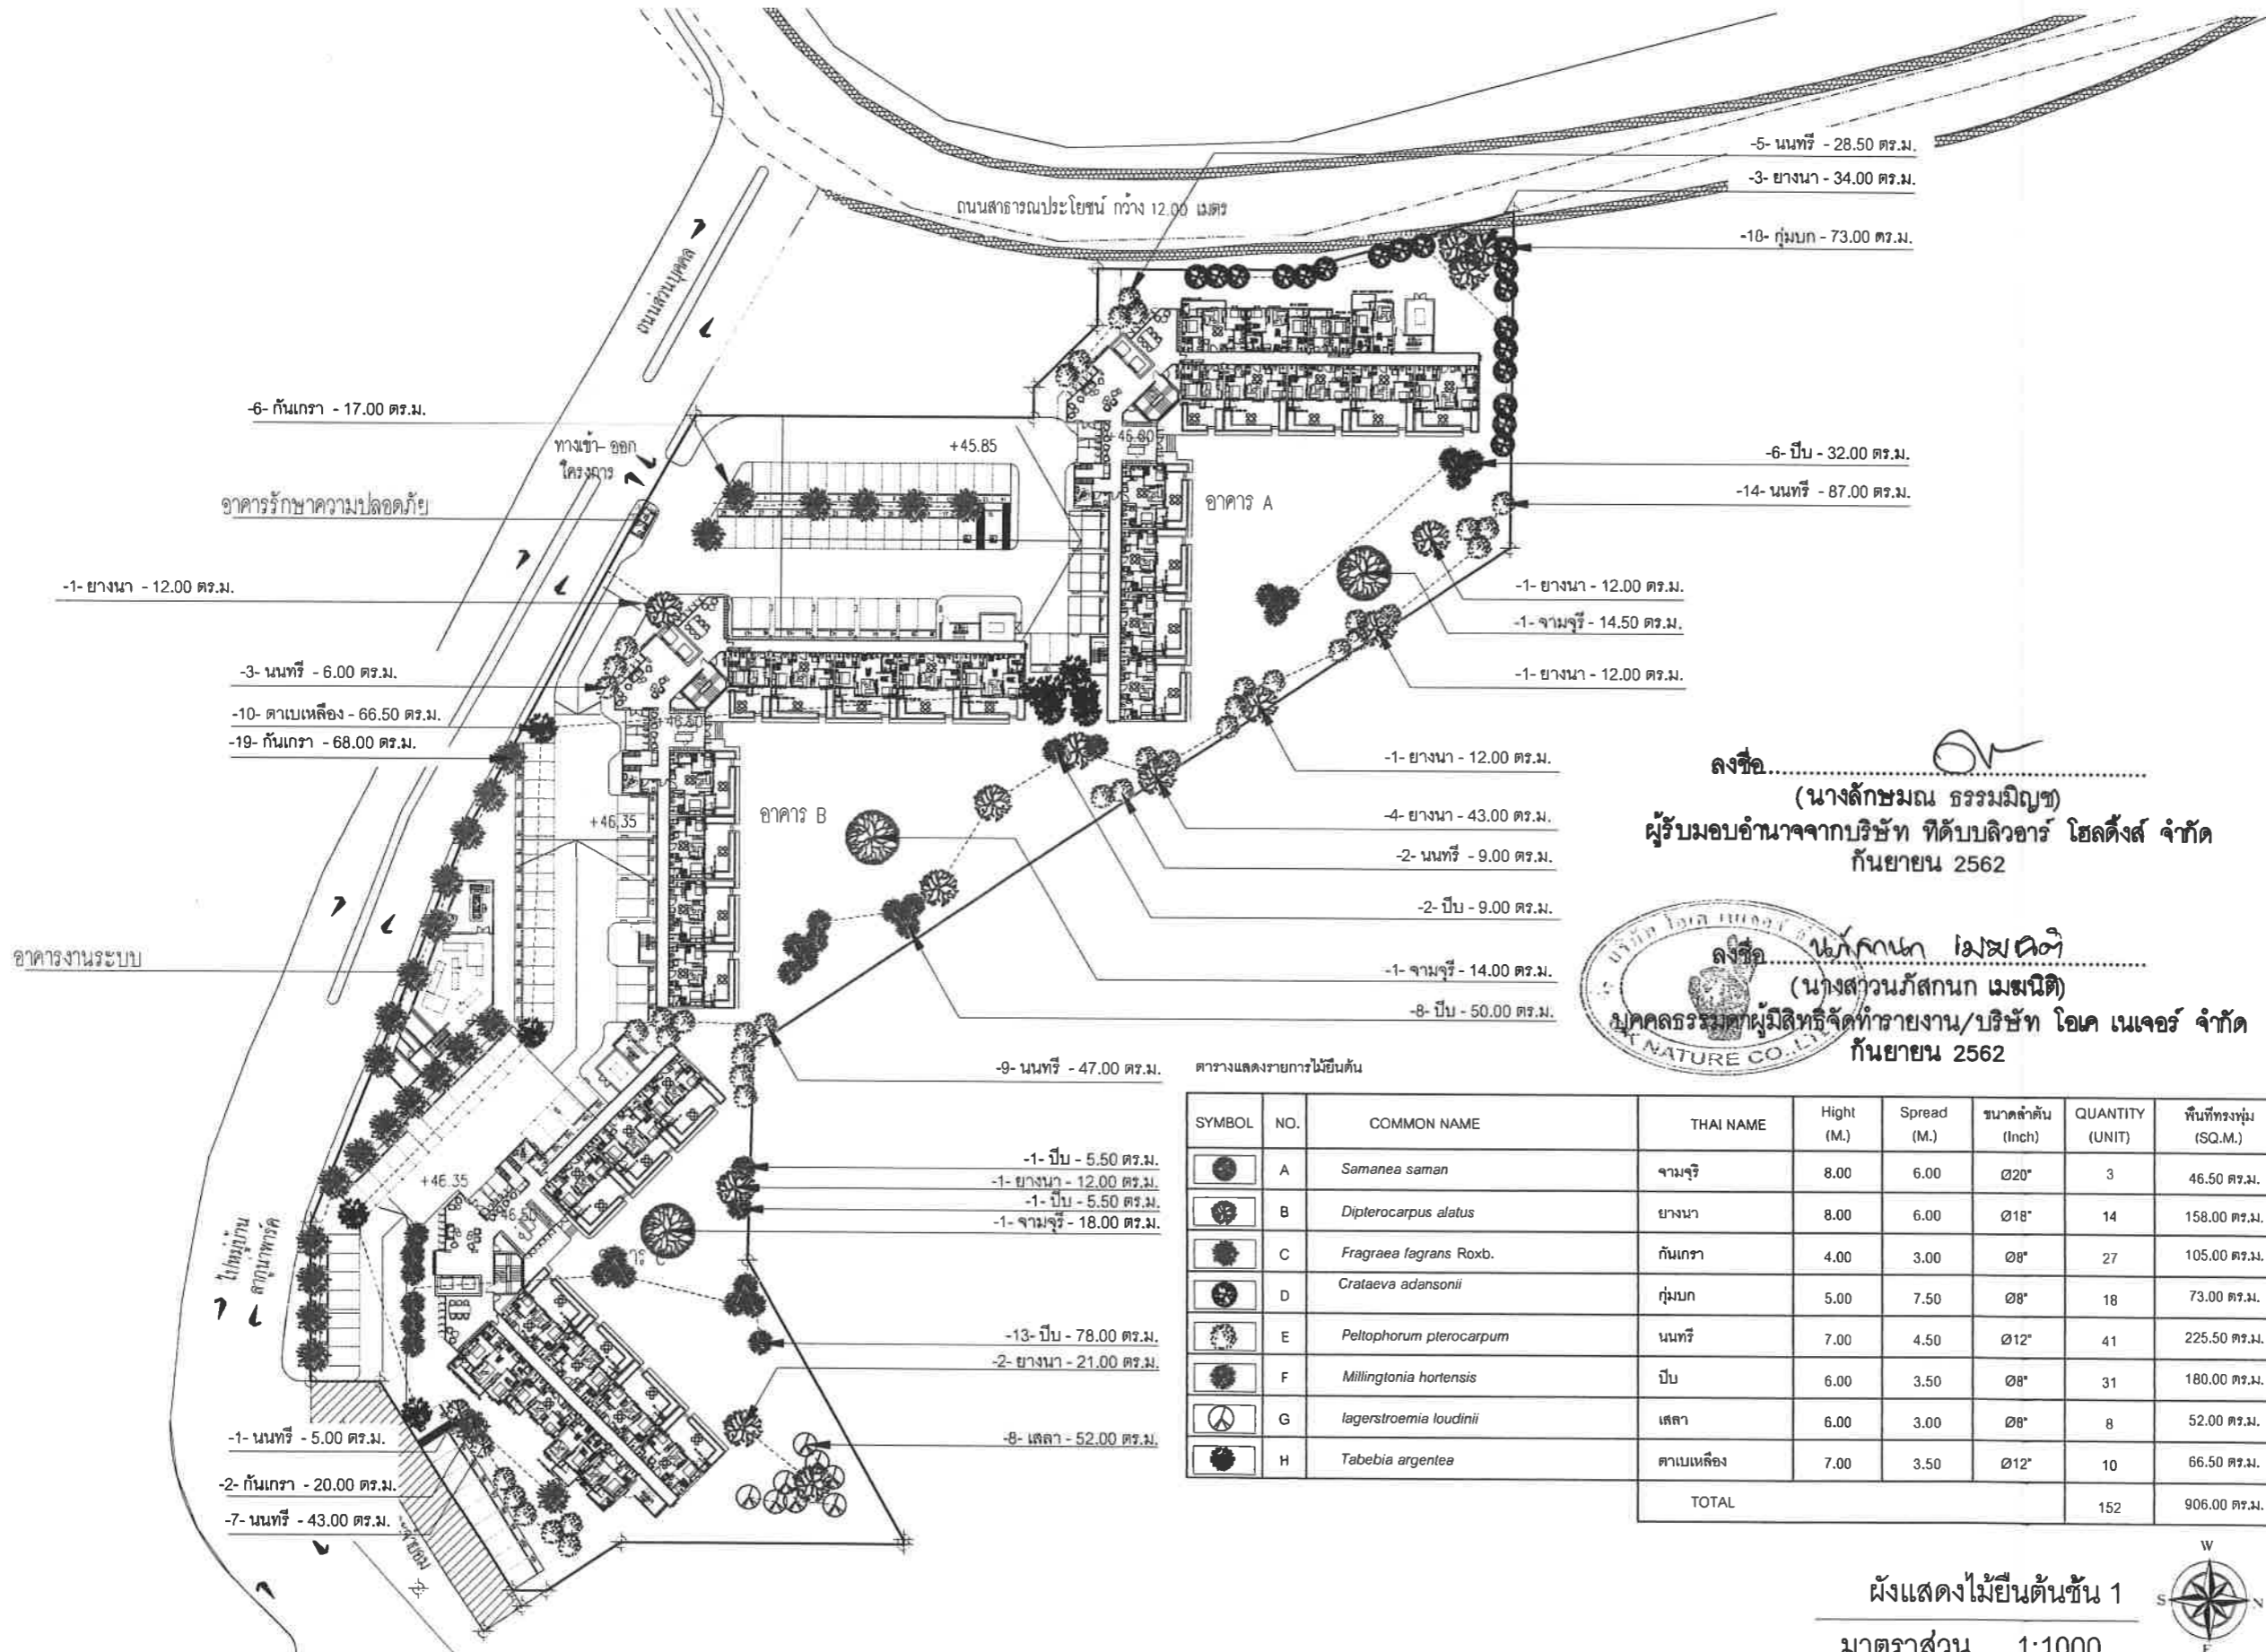 -5- นนทรี - 28.50 ตร.ม.
-3- ยางนา - 34.00 ตร.ม.
ถนนสาธารณประโยชน์ กว้าง 12.00 เมตร
-18- กุ่มบก - 73.00 ตร.ม.
ถนนส่วนบุคคล
-6- กันเกรา - 17.00 ตร.ม.
ทางเข้า-ออก
โครงการ
+45.85
+46.80
-6- ปีบ - 32.00 ตร.ม.
-14- นนทรี - 87.00 ตร.ม.
อาคารรักษาความปลอดภัย
อาคาร A
-1- ยางนา - 12.00 ตร.ม.
-1- ยางนา - 12.00 ตร.ม.
-1- จามจุรี - 14.50 ตร.ม.
-3- นนทรี - 6.00 ตร.ม.
-1- ยางนา - 12.00 ตร.ม.
-10- ตาเบเหลือง - 66.50 ตร.ม.
-19- กันเกรา - 68.00 ตร.ม.
+46.50
-1- ยางนา - 12.00 ตร.ม.
ลงชื่อ
(นางลักษมณ ธรรมมิญช)
ผู้รับมอบอำนาจจากบริษัท ทีดับบลิวอาร์ โฮลดิ้งส์ จำกัด
กันยายน 2562
+46.35
อาคาร B
-4- ยางนา - 43.00 ตร.ม.
-2- นนทรี - 9.00 ตร.ม.
-2- ปีบ - 9.00 ตร.ม.
อาคารงานระบบ
-1- จามจุรี - 14.00 ตร.ม.
-8- ปีบ - 50.00 ตร.ม.
ลงชื่อ
(นางสาวนภัสกนก เมฆนิติ)
บุคคลธรรมดาผู้มีสิทธิ์จัดทำรายงาน/บริษัท โอเค เนเจอร์ จำกัด
กันยายน 2562
K NATURE CO.,LTD
-9- นนทรี - 47.00 ตร.ม.
-1- ปีบ - 5.50 ตร.ม.
-1- ยางนา - 12.00 ตร.ม.
-1- ปีบ - 5.50 ตร.ม.
-1- จามจุรี - 18.00 ตร.ม.
+46.35
+46.50
ไปหมู่บ้าน
ลากูนาพาร์ค
-13- ปีบ - 78.00 ตร.ม.
-2- ยางนา - 21.00 ตร.ม.
-8- เสลา - 52.00 ตร.ม.
-1- นนทรี - 5.00 ตร.ม.
-2- กันเกรา - 20.00 ตร.ม.
-7- นนทรี - 43.00 ตร.ม.
ตารางแสดงรายการไม้ยืนต้น
SYMBOL NO. COMMON NAME THAI NAME Hight (M.) Spread (M.) ขนาดลำต้น (Inch) QUANTITY (UNIT) พื้นที่ทรงพุ่ม (SQ.M.)
A Samanea saman จามจุรี 8.00 6.00 Ø20" 3 46.50 ตร.ม.
B Dipterocarpus alatus ยางนา 8.00 6.00 Ø18" 14 158.00 ตร.ม.
C Fragraea fagrans Roxb. กันเกรา 4.00 3.00 Ø8" 27 105.00 ตร.ม.
D Crataeva adansonii กุ่มบก 5.00 7.50 Ø8" 18 73.00 ตร.ม.
E Peltophorum pterocarpum นนทรี 7.00 4.50 Ø12" 41 225.50 ตร.ม.
F Millingtonia hortensis ปีบ 6.00 3.50 Ø8" 31 180.00 ตร.ม.
G lagerstroemia loudinii เสลา 6.00 3.00 Ø8" 8 52.00 ตร.ม.
H Tabebia argentea ตาเบเหลือง 7.00 3.50 Ø12" 10 66.50 ตร.ม.
TOTAL 152 906.00 ตร.ม.
ผังแสดงไม้ยืนต้นชั้น 1
มาตราส่วน 1:1000
W
S N
E